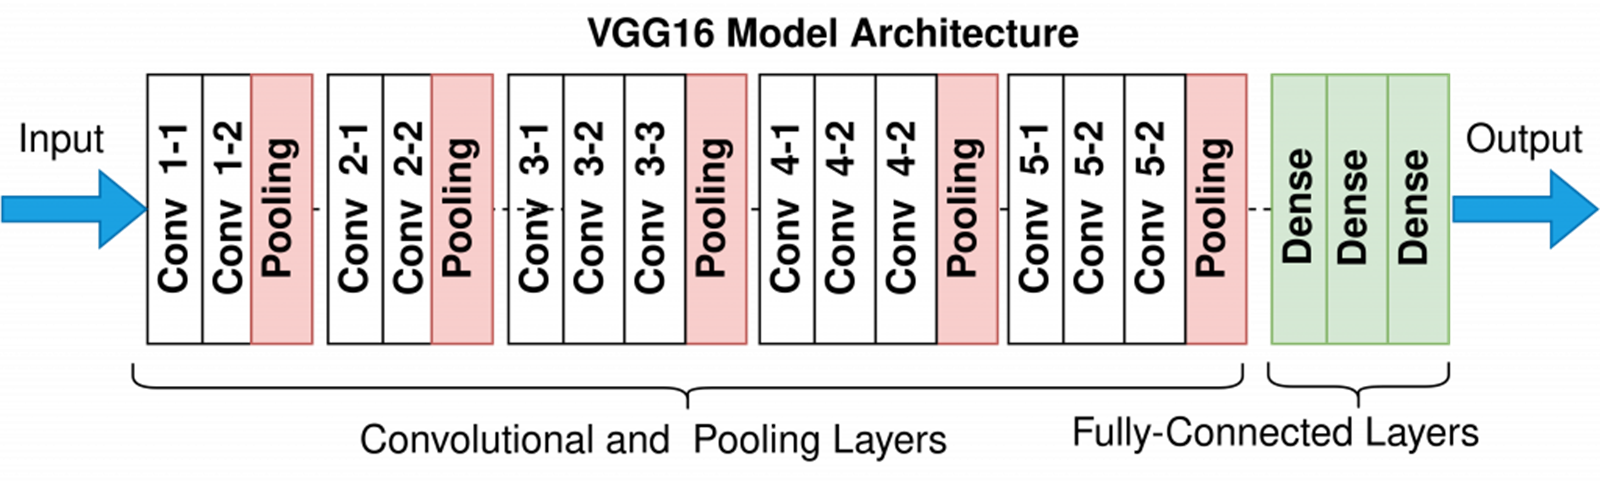 VGG16 Model Architecture
Input
Conv 1-1
Conv 1-2
Pooling
Conv 2-1
Conv 2-2
Pooling
Conv 3-1
Conv 3-2
Conv 3-3
Pooling
Conv 4-1
Conv 4-2
Conv 4-2
Pooling
Conv 5-1
Conv 5-2
Conv 5-2
Pooling
Dense
Dense
Dense
Output
Convolutional and Pooling Layers
Fully-Connected Layers